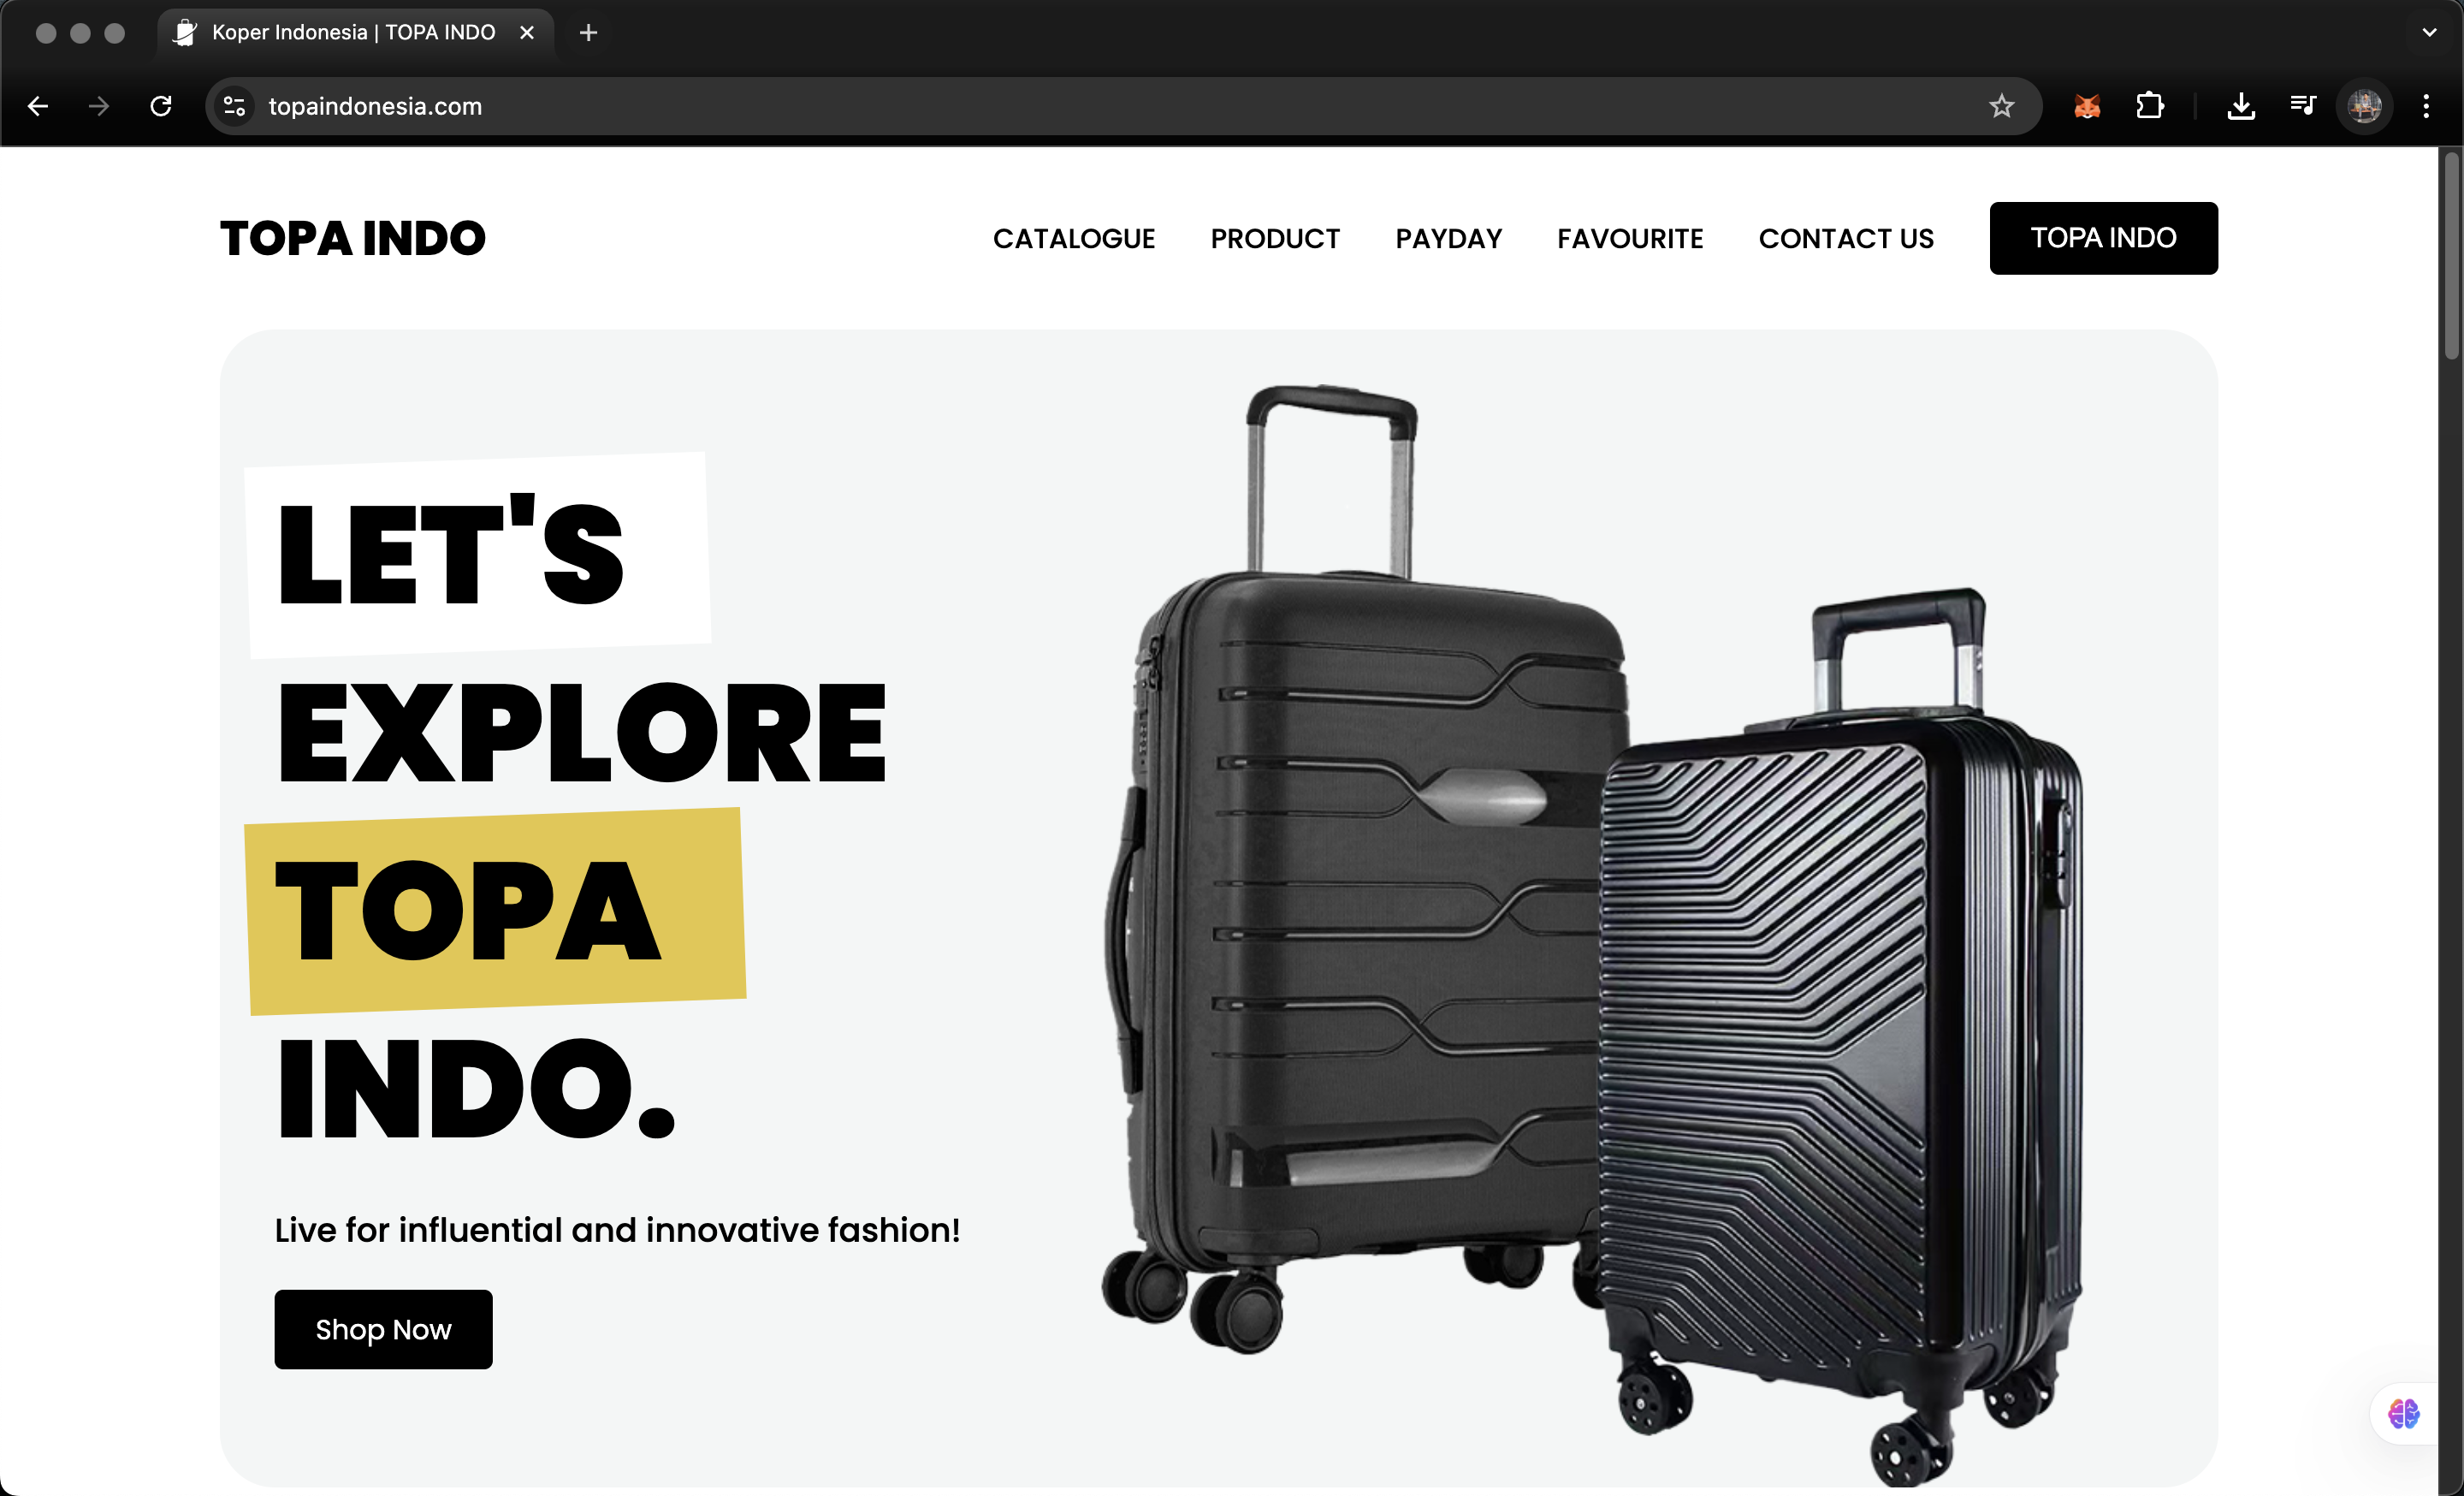 Koper Indonesia | TOPA INDO
topaindonesia.com
TOPA INDO
CATALOGUE PRODUCT PAYDAY FAVOURITE CONTACT US TOPA INDO
LET'S
EXPLORE
TOPA
INDO.
Live for influential and innovative fashion!
Shop Now